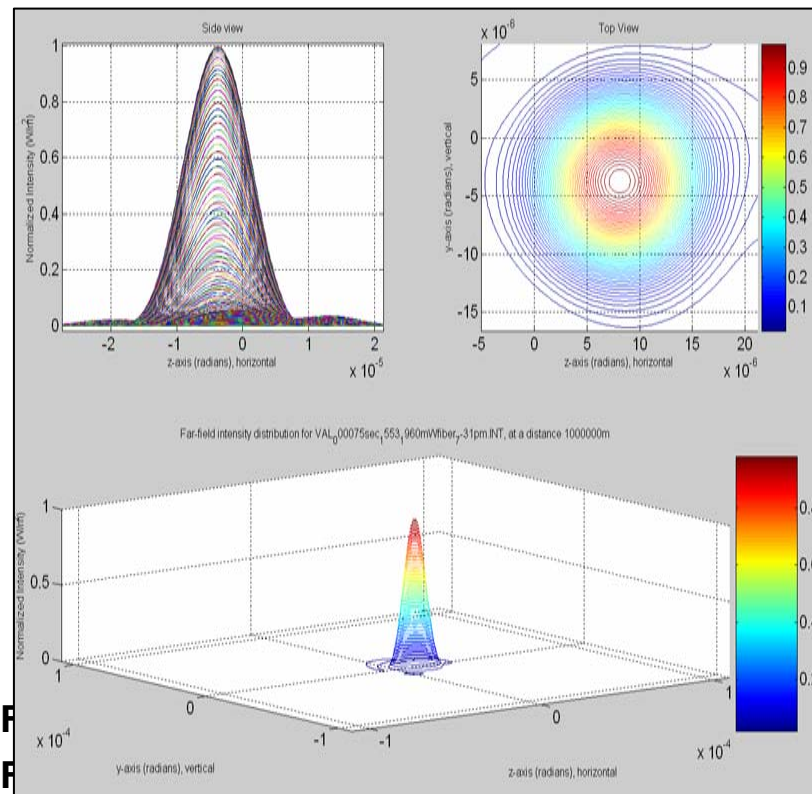 Side view
Normalized Intensity (W/m²)
1
0.8
0.6
0.4
0.2
0
-2
-1
0
1
2
x 10⁻⁵
z-axis (radians), horizontal
Top View
x 10⁻⁶
y-axis (radians), vertical
5
0
-5
-10
-15
-5
0
5
10
15
20
x 10⁻⁶
z-axis (radians), horizontal
0.9
0.8
0.7
0.6
0.5
0.4
0.3
0.2
0.1
Far-field intensity distribution for VAL₀00075sec,1553,1960mWfiber₇-31pm.INT, at a distance 1000000m
Normalized Intensity (W/m²)
1
0.5
0
1
0
-1
x 10⁻⁴
y-axis (radians), vertical
-1
0
1
x 10⁻⁴
z-axis (radians), horizontal